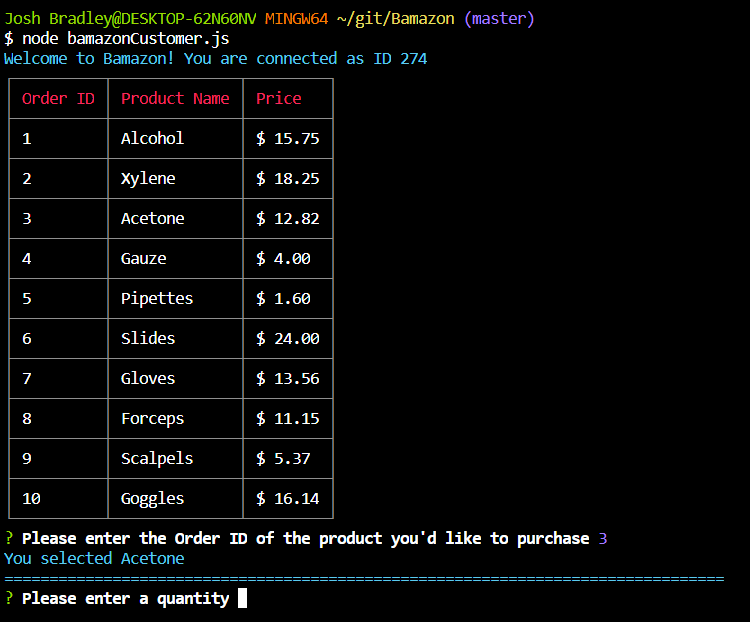 Josh Bradley@DESKTOP-62N60NV MINGW64 ~/git/Bamazon (master)
$ node bamazonCustomer.js
Welcome to Bamazon! You are connected as ID 274
Order ID Product Name Price
1 Alcohol $ 15.75
2 Xylene $ 18.25
3 Acetone $ 12.82
4 Gauze $ 4.00
5 Pipettes $ 1.60
6 Slides $ 24.00
7 Gloves $ 13.56
8 Forceps $ 11.15
9 Scalpels $ 5.37
10 Goggles $ 16.14
? Please enter the Order ID of the product you'd like to purchase 3
You selected Acetone
================================================================================
? Please enter a quantity